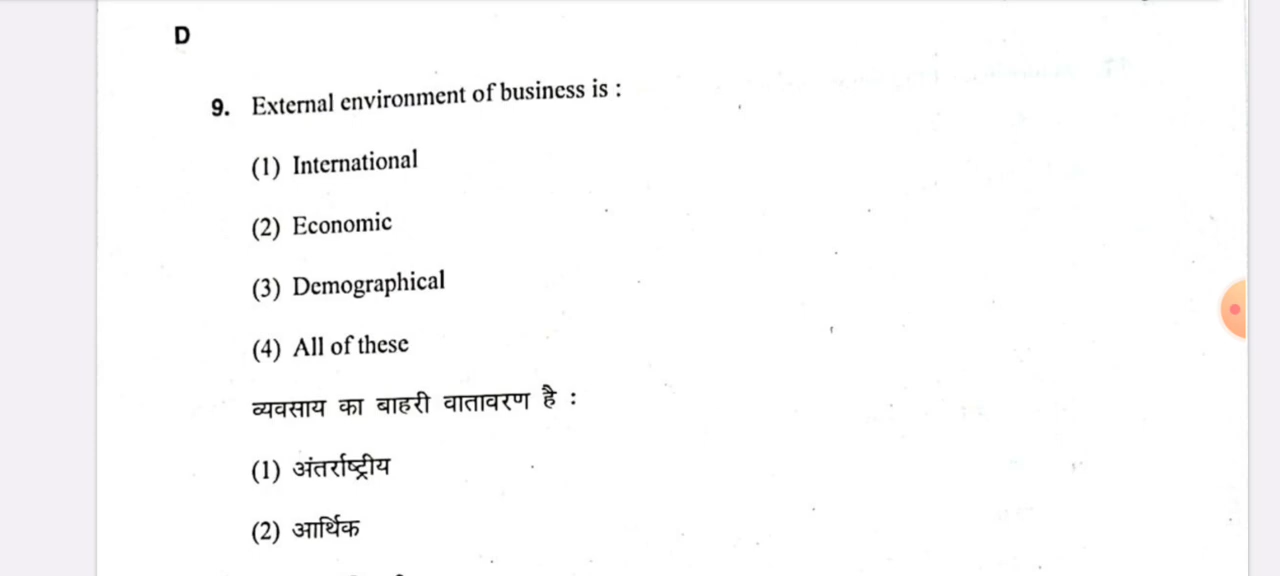 D
9. External environment of business is :
(1) International
(2) Economic
(3) Demographical
(4) All of these
व्यवसाय का बाहरी वातावरण है :
(1) अंतर्राष्ट्रीय
(2) आर्थिक